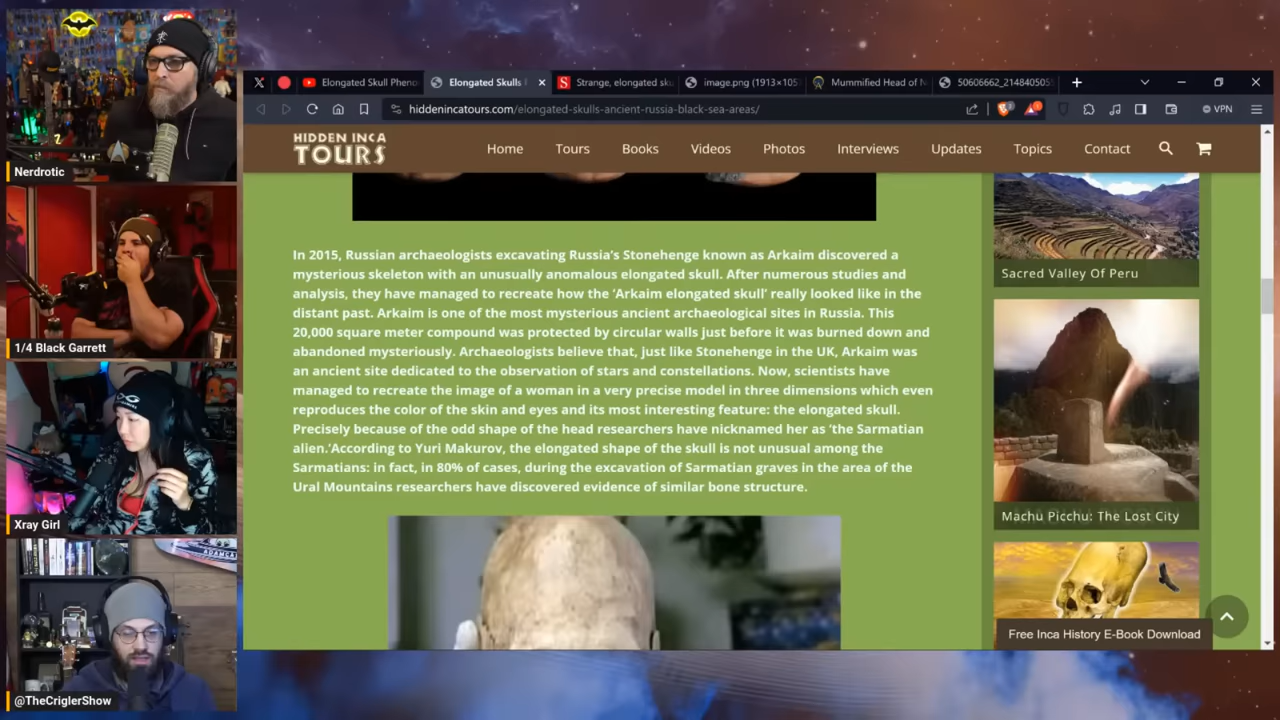 Nerdrotic
1/4 Black Garrett
Xray Girl
@TheCriglerShow
Elongated Skull Pheno
Elongated Skulls
Strange, elongated sk
image.png (1913×105
Mummified Head of N
50606662_2148405055
hiddenincatours.com/elongated-skulls-ancient-russia-black-sea-areas/
VPN
HIDDEN INCA
TOURS
Home
Tours
Books
Videos
Photos
Interviews
Updates
Topics
Contact
In 2015, Russian archaeologists excavating Russia's Stonehenge known as Arkaim discovered a
mysterious skeleton with an unusually anomalous elongated skull. After numerous studies and
analysis, they have managed to recreate how the 'Arkaim elongated skull' really looked like in the
distant past. Arkaim is one of the most mysterious ancient archaeological sites in Russia. This
20,000 square meter compound was protected by circular walls just before it was burned down and
abandoned mysteriously. Archaeologists believe that, just like Stonehenge in the UK, Arkaim was
an ancient site dedicated to the observation of stars and constellations. Now, scientists have
managed to recreate the image of a woman in a very precise model in three dimensions which even
reproduces the color of the skin and eyes and its most interesting feature: the elongated skull.
Precisely because of the odd shape of the head researchers have nicknamed her as 'the Sarmatian
alien.'According to Yuri Makurov, the elongated shape of the skull is not unusual among the
Sarmatians: in fact, in 80% of cases, during the excavation of Sarmatian graves in the area of the
Ural Mountains researchers have discovered evidence of similar bone structure.
Sacred Valley Of Peru
Machu Picchu: The Lost City
Free Inca History E-Book Download